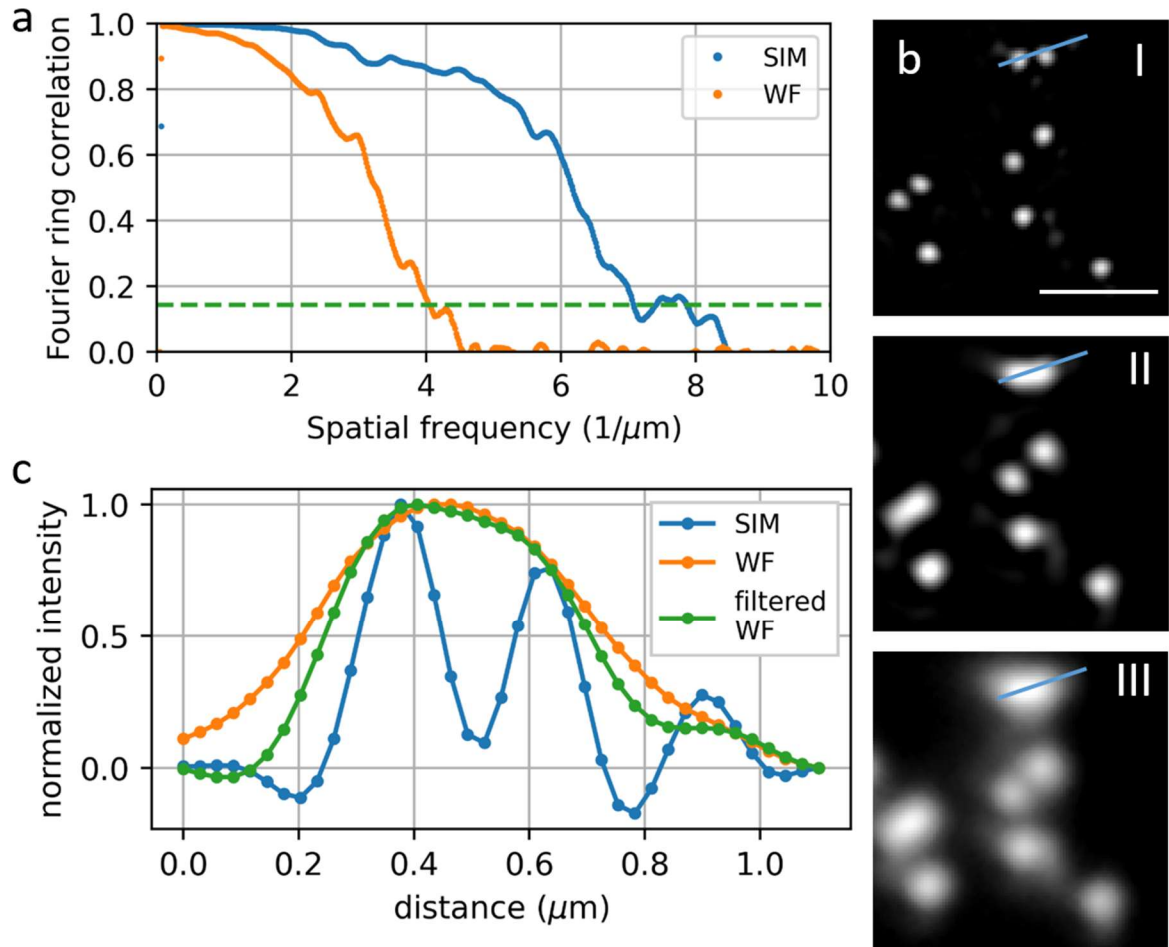 a
Fourier ring correlation
1.0
0.8
0.6
0.4
0.2
0.0
SIM
WF
0
2
4
6
8
10
Spatial frequency (1/μm)
b
I
II
III
c
normalized intensity
1.0
0.5
0.0
SIM
WF
filtered
WF
0.0
0.2
0.4
0.6
0.8
1.0
distance (μm)